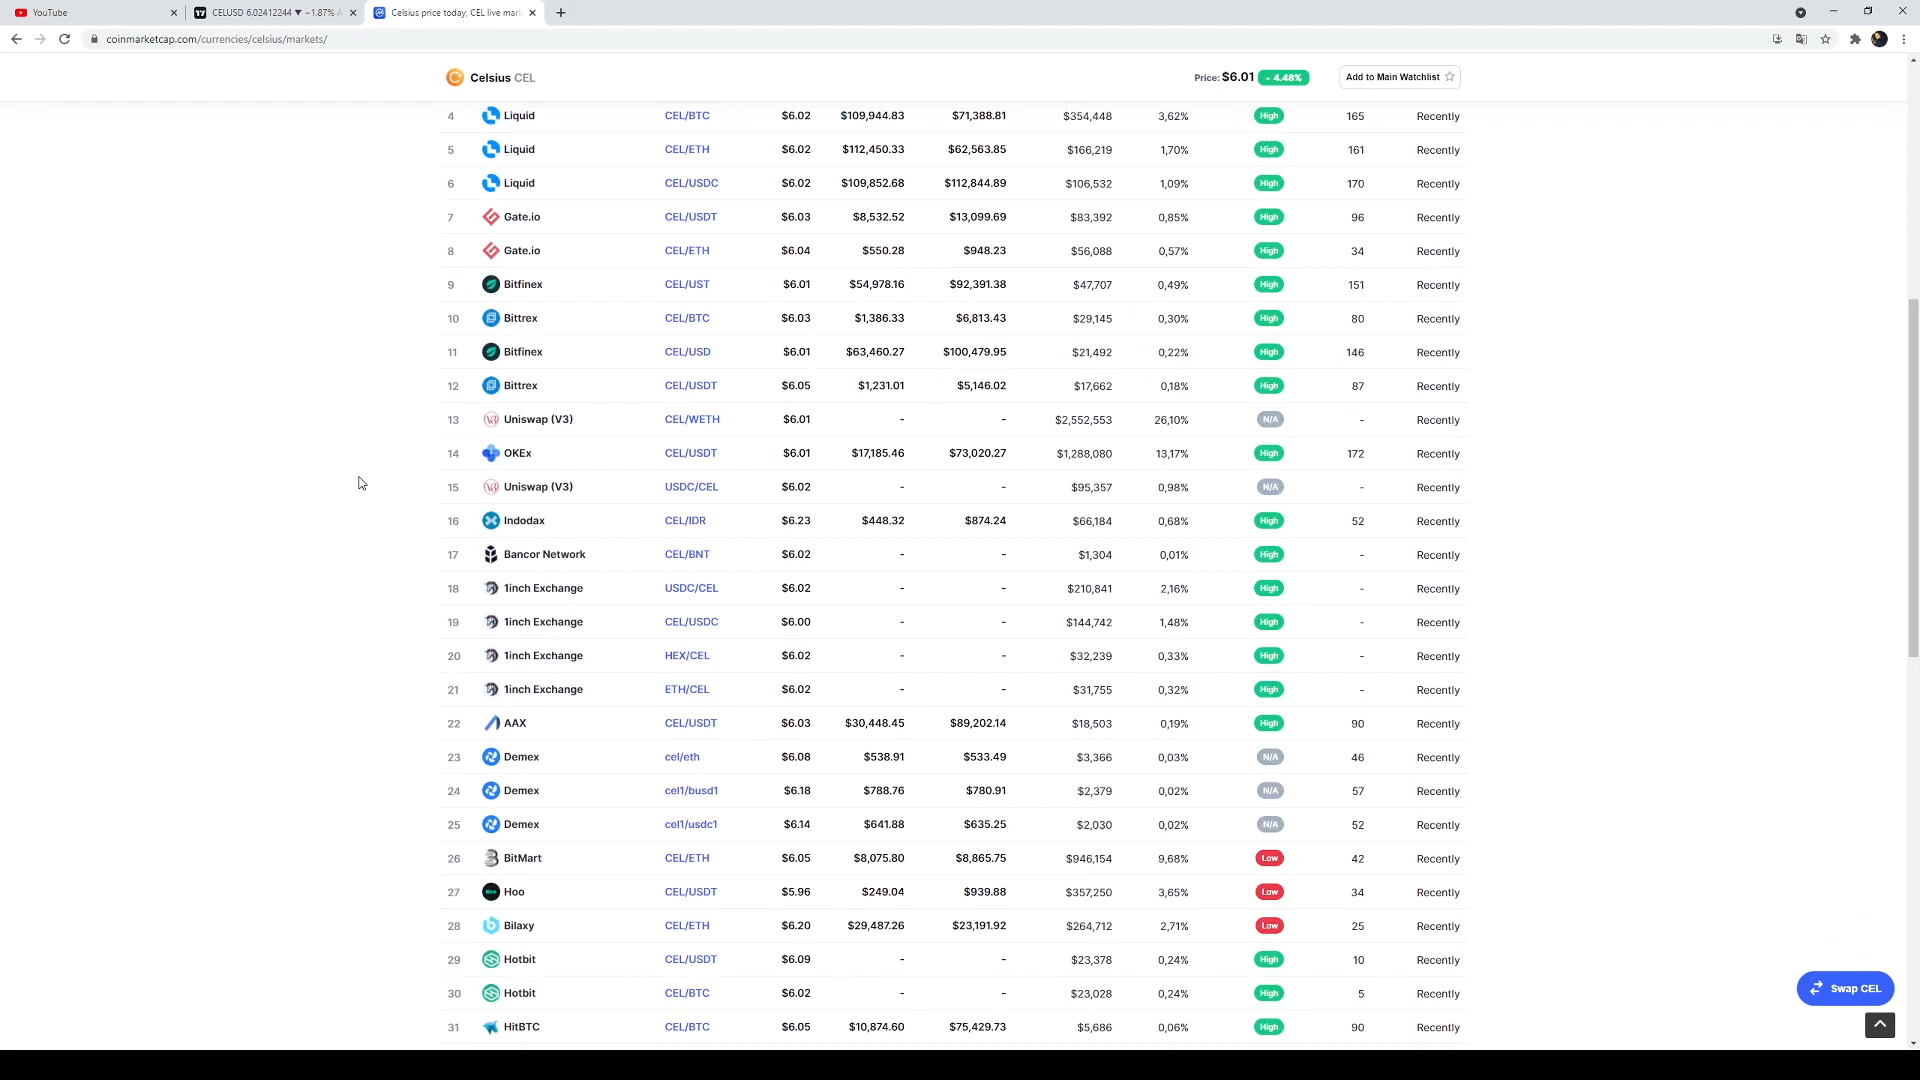 YouTube
CELUSD 6.02412244 ▼ −1.87% A
Celsius price today, CEL live mar
coinmarketcap.com/currencies/celsius/markets/
Celsius CEL
Price: $6.01 4.48%
Add to Main Watchlist
4 Liquid CEL/BTC $6.02 $109,944.83 $71,388.81 $354,448 3,62% High 165 Recently
5 Liquid CEL/ETH $6.02 $112,450.33 $62,563.85 $166,219 1,70% High 161 Recently
6 Liquid CEL/USDC $6.02 $109,852.68 $112,844.89 $106,532 1,09% High 170 Recently
7 Gate.io CEL/USDT $6.03 $8,532.52 $13,099.69 $83,392 0,85% High 96 Recently
8 Gate.io CEL/ETH $6.04 $550.28 $948.23 $56,088 0,57% High 34 Recently
9 Bitfinex CEL/UST $6.01 $54,978.16 $92,391.38 $47,707 0,49% High 151 Recently
10 Bittrex CEL/BTC $6.03 $1,386.33 $6,813.43 $29,145 0,30% High 80 Recently
11 Bitfinex CEL/USD $6.01 $63,460.27 $100,479.95 $21,492 0,22% High 146 Recently
12 Bittrex CEL/USDT $6.05 $1,231.01 $5,146.02 $17,662 0,18% High 87 Recently
13 Uniswap (V3) CEL/WETH $6.01 - - $2,552,553 26,10% N/A - Recently
14 OKEx CEL/USDT $6.01 $17,185.46 $73,020.27 $1,288,080 13,17% High 172 Recently
15 Uniswap (V3) USDC/CEL $6.02 - - $95,357 0,98% N/A - Recently
16 Indodax CEL/IDR $6.23 $448.32 $874.24 $66,184 0,68% High 52 Recently
17 Bancor Network CEL/BNT $6.02 - - $1,304 0,01% High - Recently
18 1inch Exchange USDC/CEL $6.02 - - $210,841 2,16% High - Recently
19 1inch Exchange CEL/USDC $6.00 - - $144,742 1,48% High - Recently
20 1inch Exchange HEX/CEL $6.02 - - $32,239 0,33% High - Recently
21 1inch Exchange ETH/CEL $6.02 - - $31,755 0,32% High - Recently
22 AAX CEL/USDT $6.03 $30,448.45 $89,202.14 $18,503 0,19% High 90 Recently
23 Demex cel/eth $6.08 $538.91 $533.49 $3,366 0,03% N/A 46 Recently
24 Demex cel1/busd1 $6.18 $788.76 $780.91 $2,379 0,02% N/A 57 Recently
25 Demex cel1/usdc1 $6.14 $641.88 $635.25 $2,030 0,02% N/A 52 Recently
26 BitMart CEL/ETH $6.05 $8,075.80 $8,865.75 $946,154 9,68% Low 42 Recently
27 Hoo CEL/USDT $5.96 $249.04 $939.88 $357,250 3,65% Low 34 Recently
28 Bilaxy CEL/ETH $6.20 $29,487.26 $23,191.92 $264,712 2,71% Low 25 Recently
29 Hotbit CEL/USDT $6.09 - - $23,378 0,24% High 10 Recently
30 Hotbit CEL/BTC $6.02 - - $23,028 0,24% High 5 Recently
31 HitBTC CEL/BTC $6.05 $10,874.60 $75,429.73 $5,686 0,06% High 90 Recently
Swap CEL